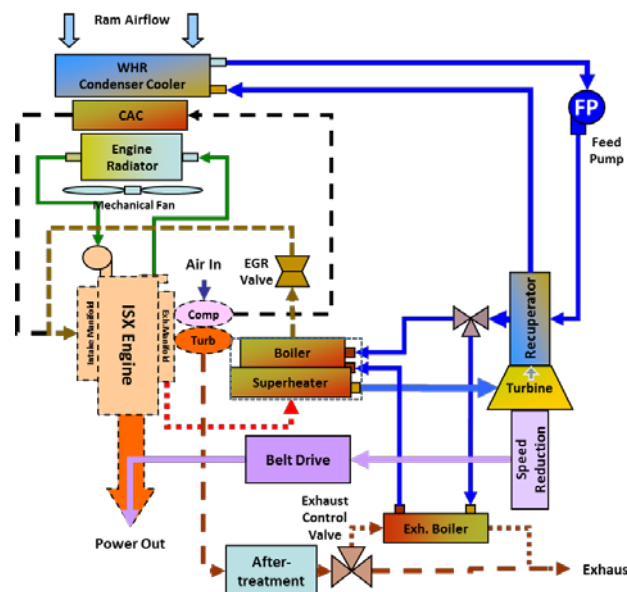 Ram Airflow
WHR
Condenser Cooler
CAC
FP
Engine
Radiator
Feed
Pump
Mechanical Fan
Air In
EGR
Valve
Intake Manifold
ISX Engine
Exh.Manifold
Comp
Turb
Recuperator
Boiler
Superheater
Turbine
Belt Drive
Speed
Reduction
Exhaust
Control
Valve
Exh. Boiler
Power Out
After-
treatment
Exhaus